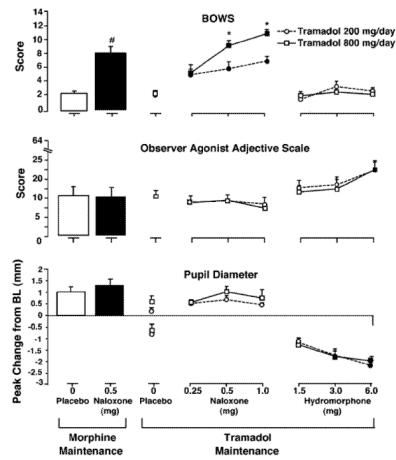 BOWS
Tramadol 200 mg/day
Tramadol 800 mg/day
14
12
10
8
6
4
2
0
Score
#
*
*
Observer Agonist Adjective Scale
64
25
20
15
10
5
0
Score
Pupil Diameter
2
1.5
1
0.5
0
-0.5
-1
-1.5
-2
-2.5
-3
Peak Change from BL (mm)
0
Placebo
0.5
Naloxone
(mg)
0
Placebo
0.25 0.5 1.0
Naloxone
(mg)
1.5 3.0 6.0
Hydromorphone
(mg)
Morphine
Maintenance
Tramadol
Maintenance